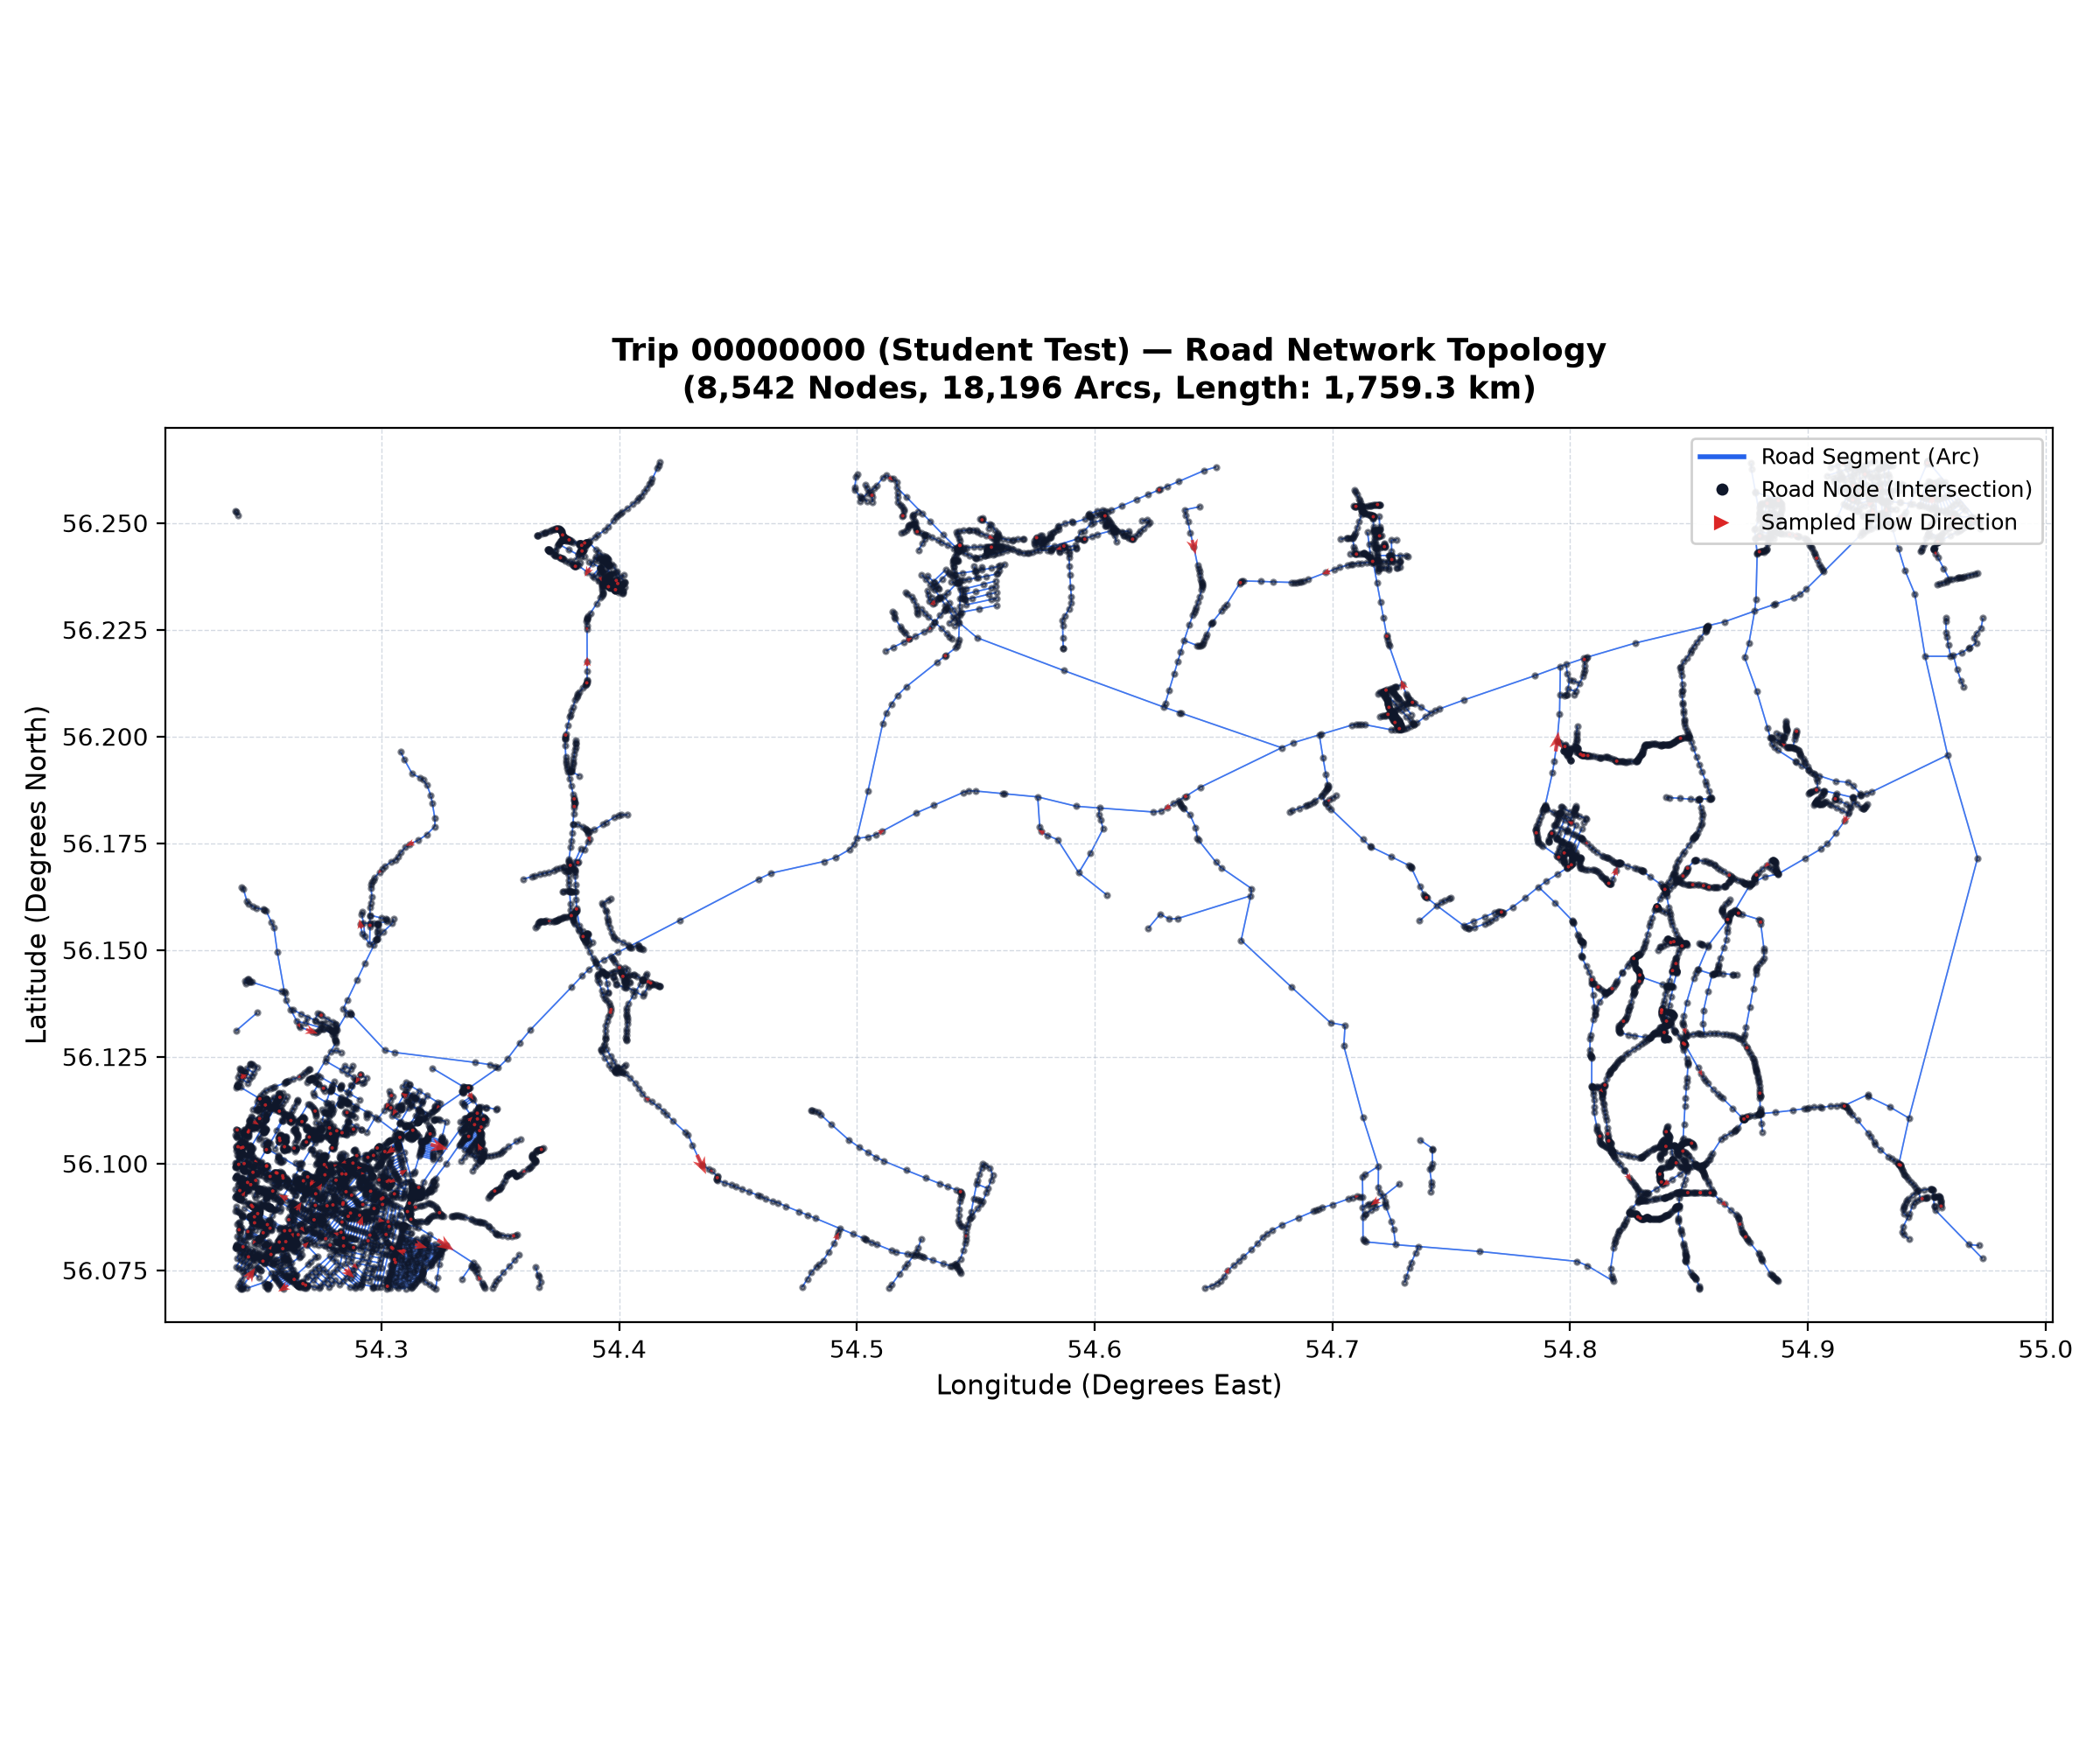 Trip 00000000 (Student Test) — Road Network Topology
(8,542 Nodes, 18,196 Arcs, Length: 1,759.3 km)
Road Segment (Arc)
Road Node (Intersection)
Sampled Flow Direction
Latitude (Degrees North)
56.250
56.225
56.200
56.175
56.150
56.125
56.100
56.075
54.3 54.4 54.5 54.6 54.7 54.8 54.9 55.0
Longitude (Degrees East)